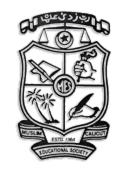 رَبِّ زِدْنِي عِلْمًا
MES
ESTD. 1964
MUSLIM
CALICUT
EDUCATIONAL SOCIETY